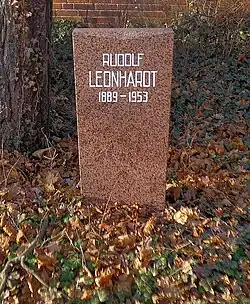 RUDOLF
LEONHARDT
1889 – 1953